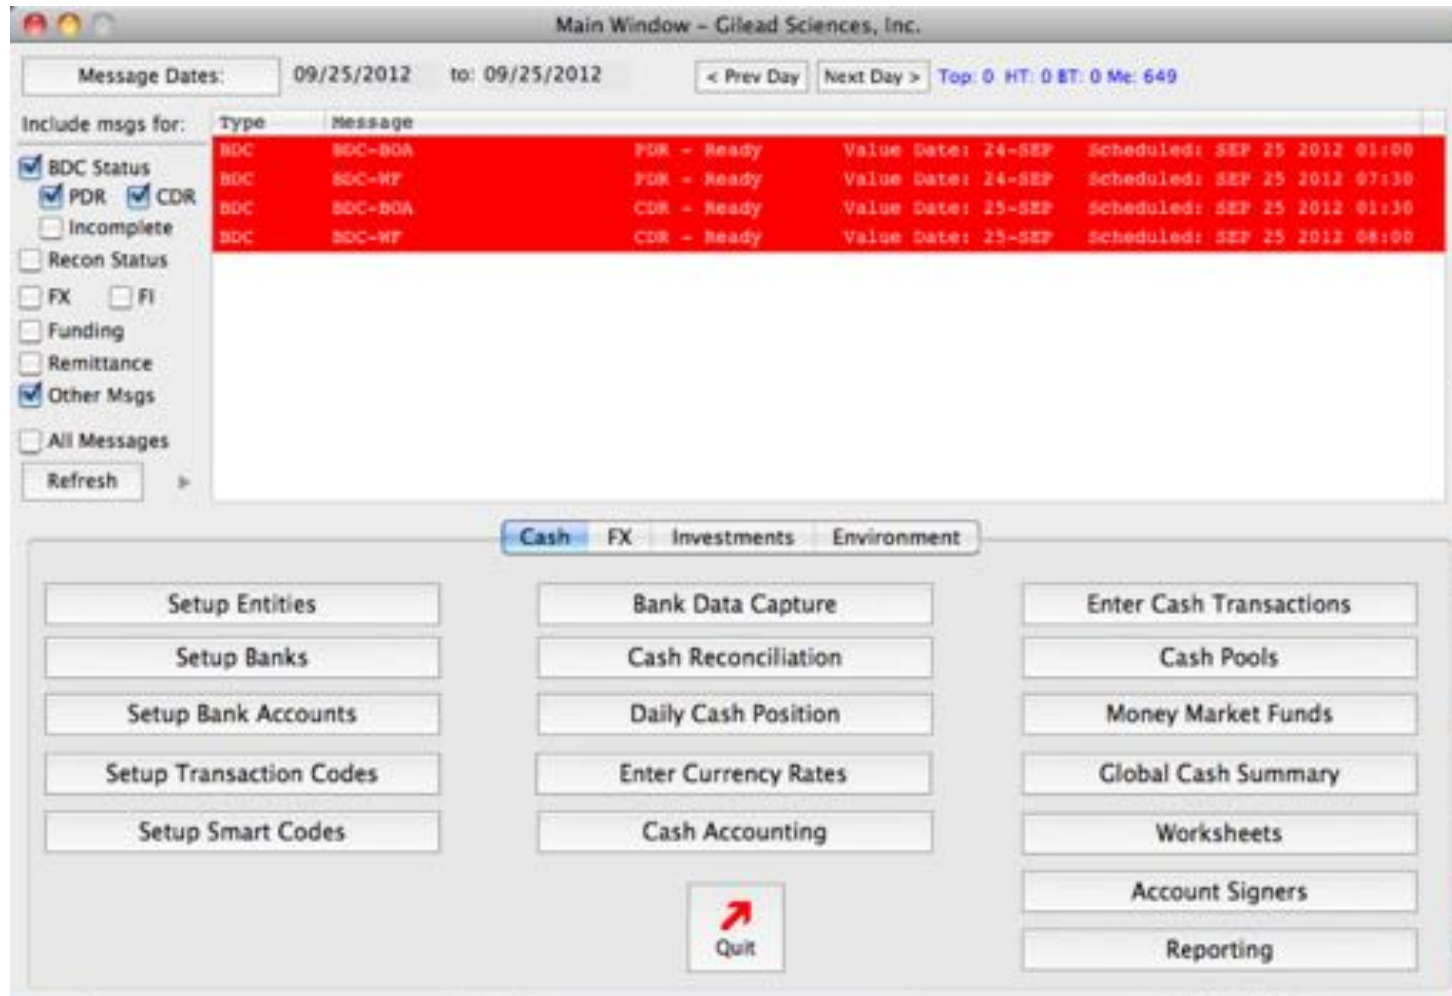 Main Window – Gilead Sciences, Inc.
Message Dates: 09/25/2012 to: 09/25/2012 < Prev Day Next Day > Top: 0 HT: 0 BT: 0 Me: 649
Include msgs for: Type Message
BDC BDC-BOA PDR - Ready Value Date: 24-SEP Scheduled: SEP 25 2012 01:00
BDC BDC-WF PDR - Ready Value Date: 24-SEP Scheduled: SEP 25 2012 07:30
BDC BDC-BOA CDR - Ready Value Date: 25-SEP Scheduled: SEP 25 2012 01:30
BDC BDC-WF CDR - Ready Value Date: 25-SEP Scheduled: SEP 25 2012 08:00
BDC Status
PDR CDR
Incomplete
Recon Status
FX FI
Funding
Remittance
Other Msgs
All Messages
Refresh
Cash FX Investments Environment
Setup Entities Bank Data Capture Enter Cash Transactions
Setup Banks Cash Reconciliation Cash Pools
Setup Bank Accounts Daily Cash Position Money Market Funds
Setup Transaction Codes Enter Currency Rates Global Cash Summary
Setup Smart Codes Cash Accounting Worksheets
Account Signers
Quit Reporting